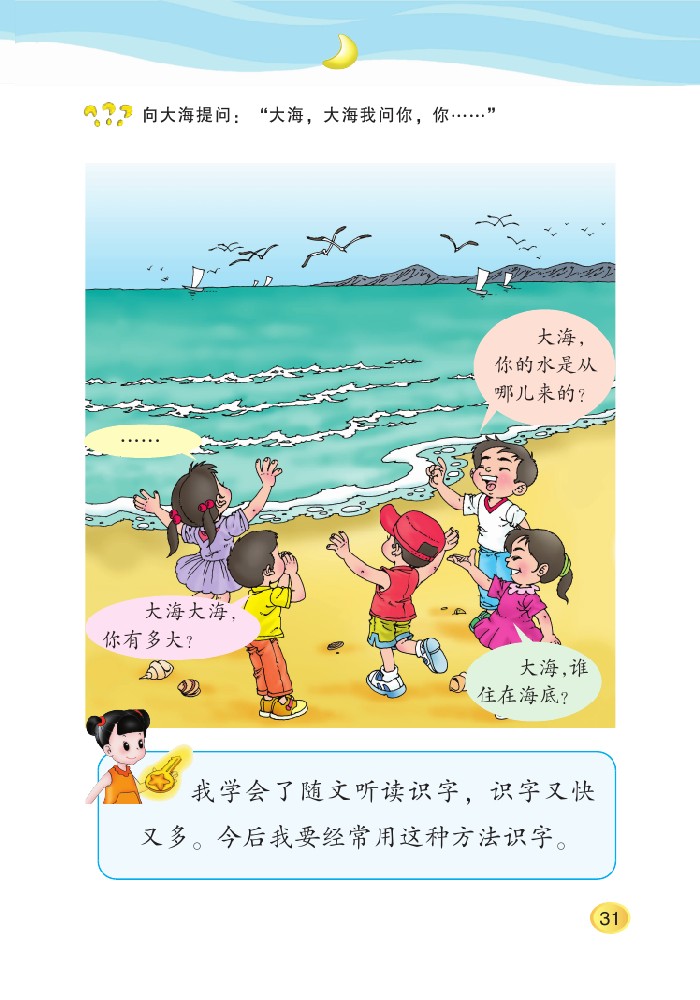 向大海提问：“大海，大海我问你，你……”
大海，
你的水是从
哪儿来的？
……
大海大海，
你有多大？
大海，谁
住在海底？
我学会了随文听读识字，识字又快
又多。今后我要经常用这种方法识字。
31